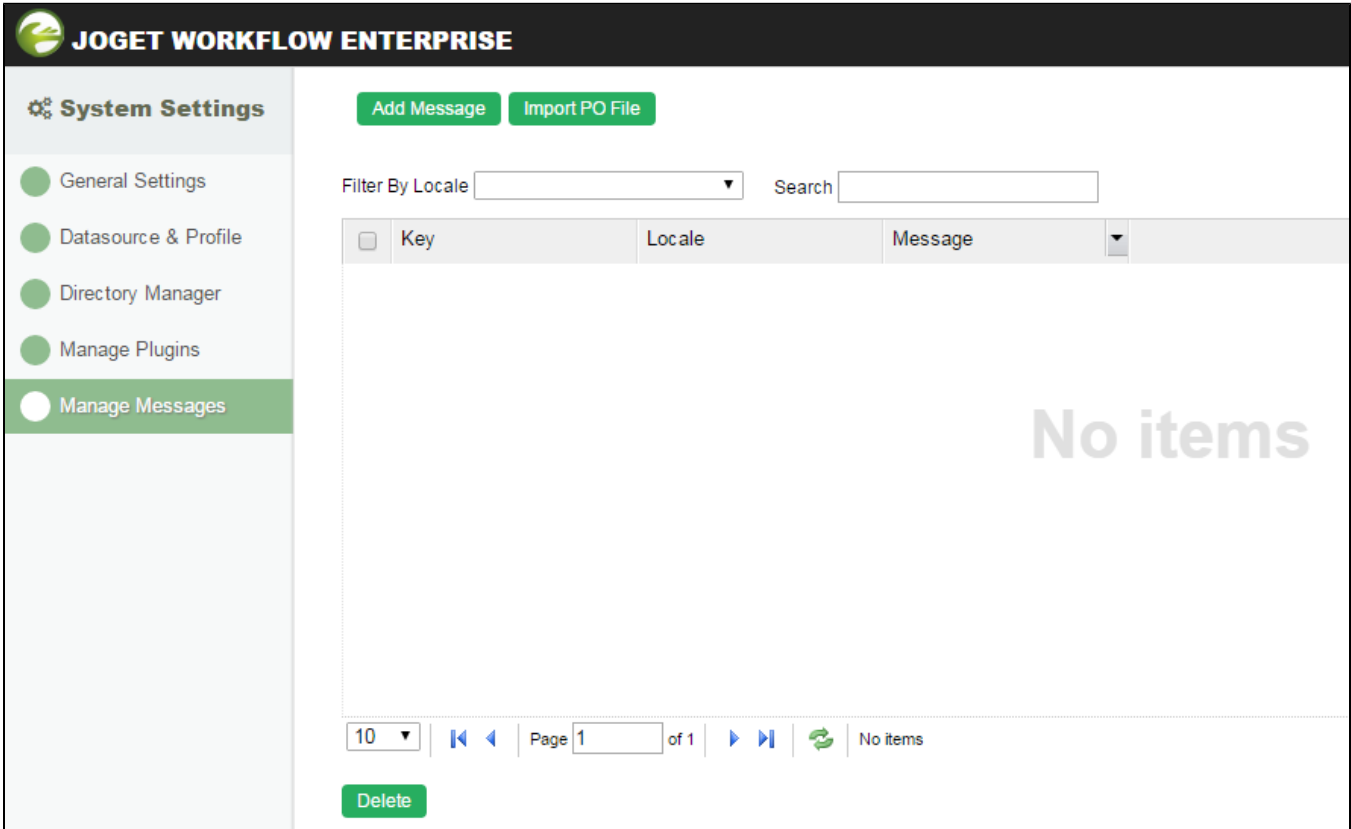 JOGET WORKFLOW ENTERPRISE
System Settings
General Settings
Datasource & Profile
Directory Manager
Manage Plugins
Manage Messages
Add Message Import PO File
Filter By Locale Search
Key Locale Message
No items
10 Page 1 of 1 No items
Delete